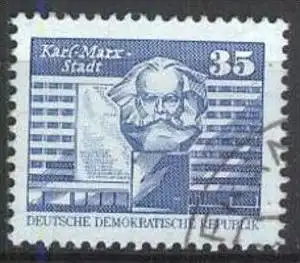 Karl-Marx-
Stadt
35
DEUTSCHE DEMOKRATISCHE REPUBLIK